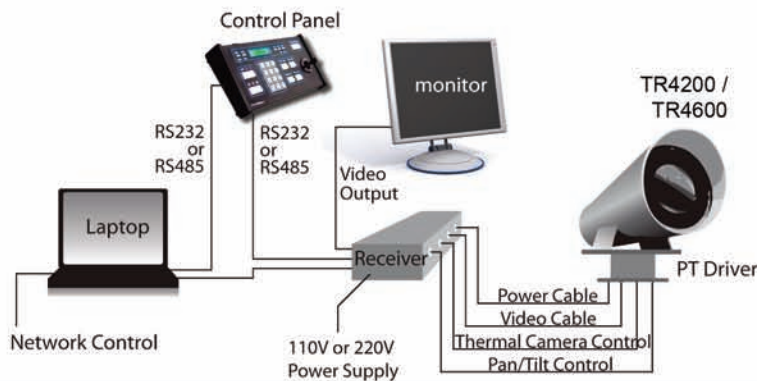 Control Panel
monitor
TR4200 /
TR4600
RS232
or
RS485
RS232
or
RS485
Video
Output
Laptop
Receiver
PT Driver
Power Cable
Video Cable
Thermal Camera Control
Pan/Tilt Control
Network Control
110V or 220V
Power Supply